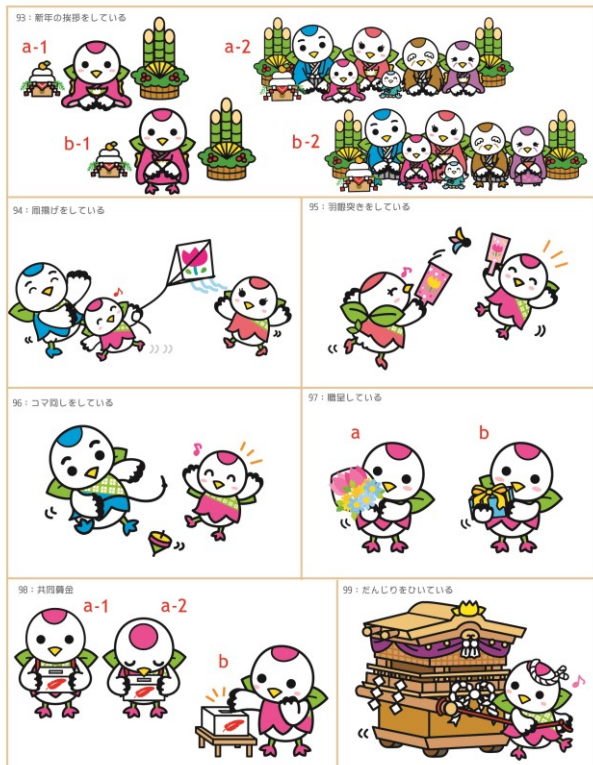 93：新年の挨拶をしている
a-1
a-2
b-1
b-2
94：凧揚げをしている
95：羽根突きをしている
96：コマ回しをしている
97：贈呈している
a
b
98：共同募金
a-1
a-2
b
99：だんじりをひいている